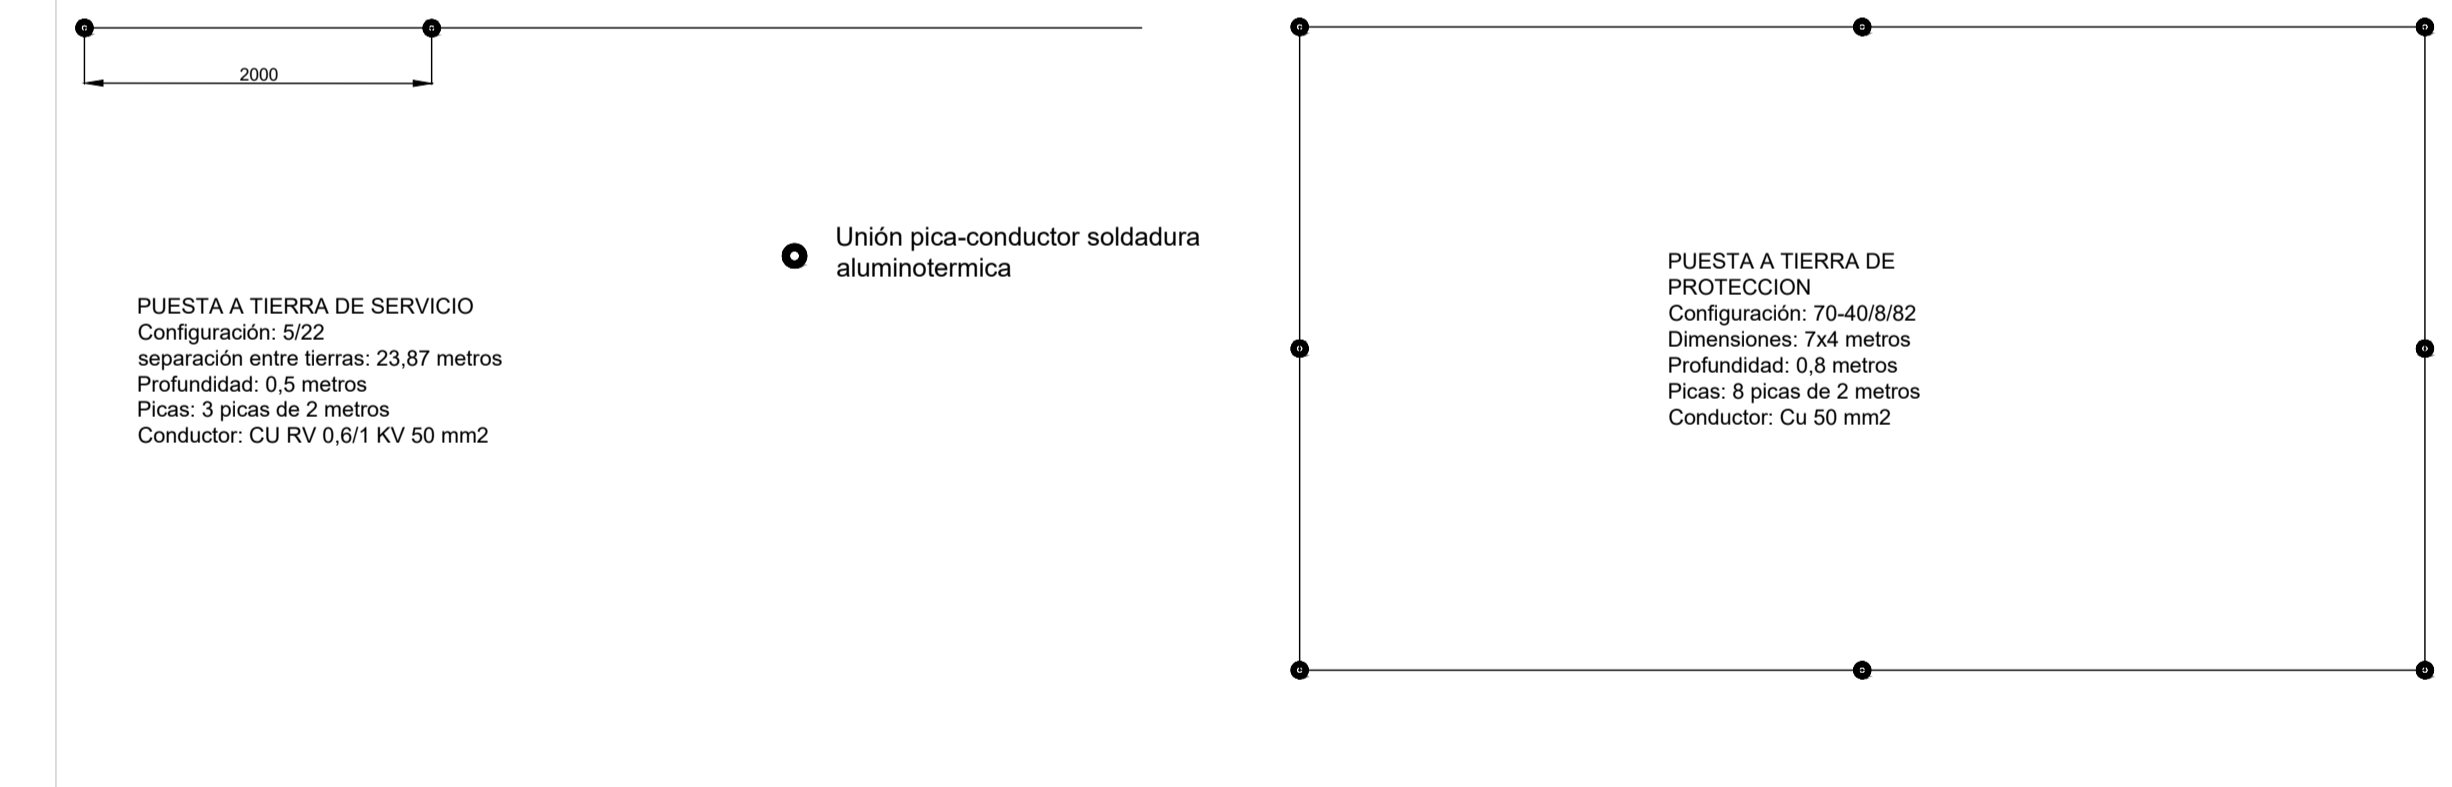 2000
Unión pica-conductor soldadura
aluminotermica
PUESTA A TIERRA DE SERVICIO
Configuración: 5/22
separación entre tierras: 23,87 metros
Profundidad: 0,5 metros
Picas: 3 picas de 2 metros
Conductor: CU RV 0,6/1 KV 50 mm2
PUESTA A TIERRA DE
PROTECCION
Configuración: 70-40/8/82
Dimensiones: 7x4 metros
Profundidad: 0,8 metros
Picas: 8 picas de 2 metros
Conductor: Cu 50 mm2